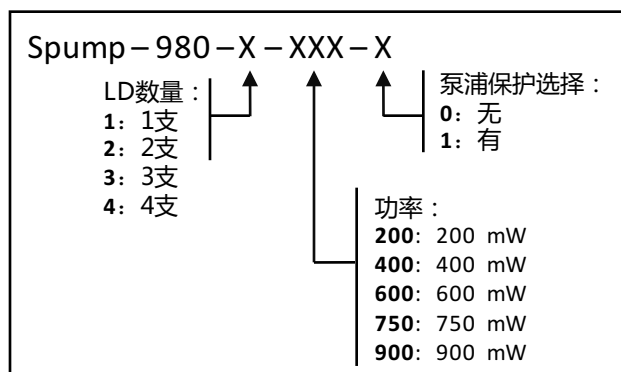 Spump – 980 – X – XXX – X
LD数量：
1：1支
2：2支
3：3支
4：4支
泵浦保护选择：
0：无
1：有
功率：
200：200 mW
400：400 mW
600：600 mW
750：750 mW
900：900 mW